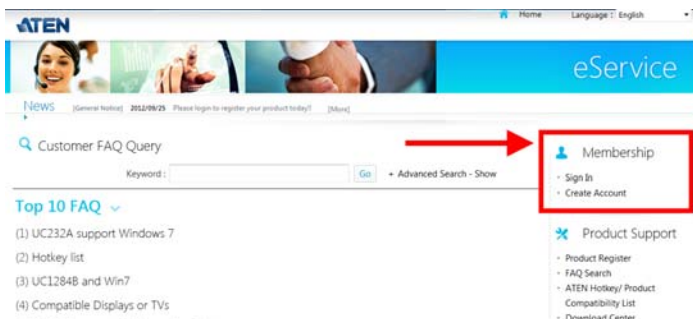 ATEN
Home
Language : English
eService
News [General Notice] 2012/09/25 Please login to register your product today!! [More]
Customer FAQ Query
Keyword : Go + Advanced Search - Show
Top 10 FAQ
(1) UC232A support Windows 7
(2) Hotkey list
(3) UC1284B and Win7
(4) Compatible Displays or TVs
Membership
Sign In
Create Account
Product Support
Product Register
FAQ Search
ATEN Hotkey/ Product
Compatibility List
Download Center